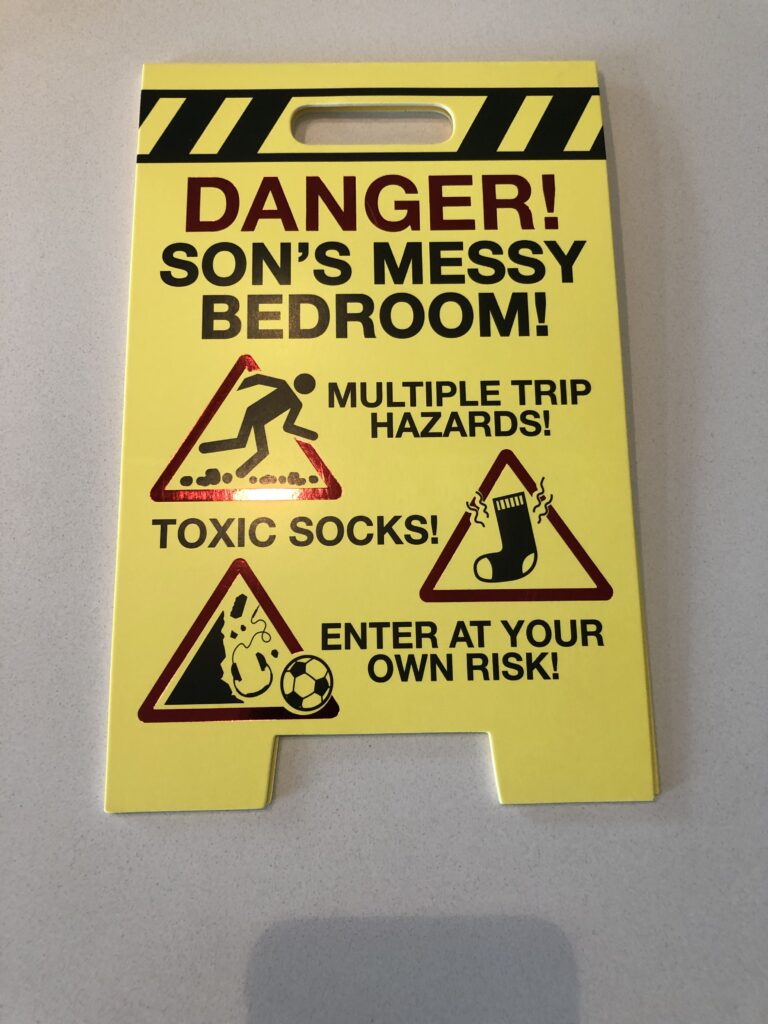 DANGER!
SON'S MESSY
BEDROOM!
MULTIPLE TRIP
HAZARDS!
TOXIC SOCKS!
ENTER AT YOUR
OWN RISK!